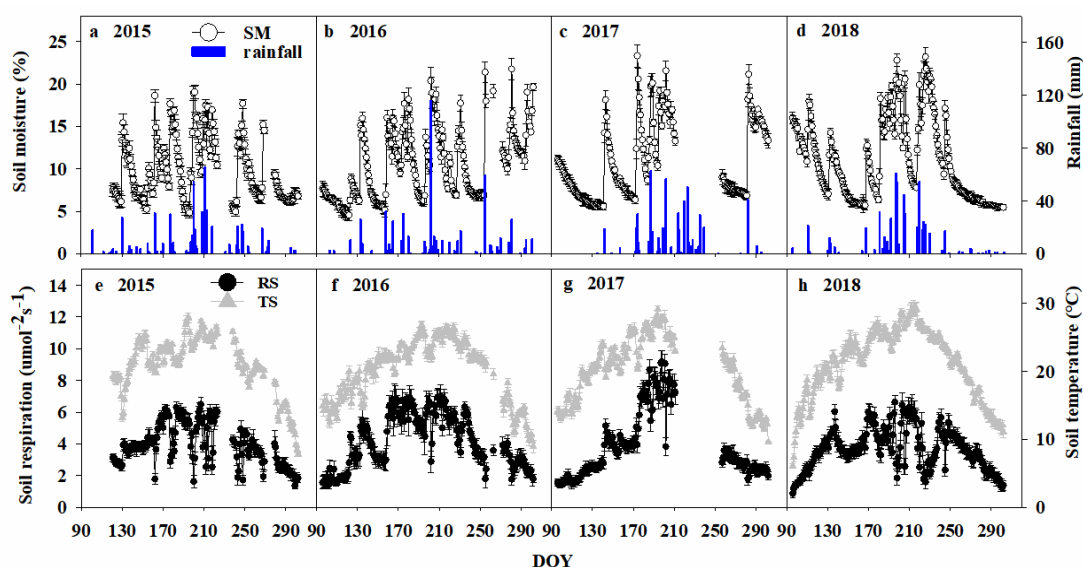 a 2015
SM
rainfall
b 2016
c 2017
d 2018
Soil moisture (%)
25
20
15
10
5
0
Rainfall (mm)
160
120
80
40
0
e 2015
RS
TS
f 2016
g 2017
h 2018
Soil respiration (umol⁻²s⁻¹)
14
12
10
8
6
4
2
0
Soil temperature (°C)
30
20
10
0
90 130 170 210 250 290
90 130 170 210 250 290
90 130 170 210 250 290
90 130 170 210 250 290
DOY